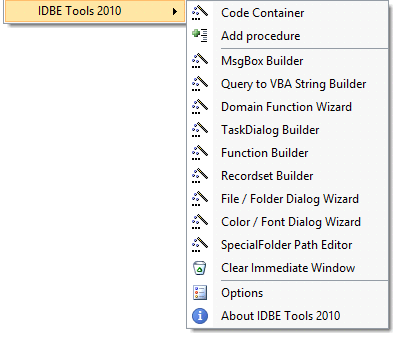 IDBE Tools 2010
Code Container
Add procedure
MsgBox Builder
Query to VBA String Builder
Domain Function Wizard
TaskDialog Builder
Function Builder
Recordset Builder
File / Folder Dialog Wizard
Color / Font Dialog Wizard
SpecialFolder Path Editor
Clear Immediate Window
Options
About IDBE Tools 2010